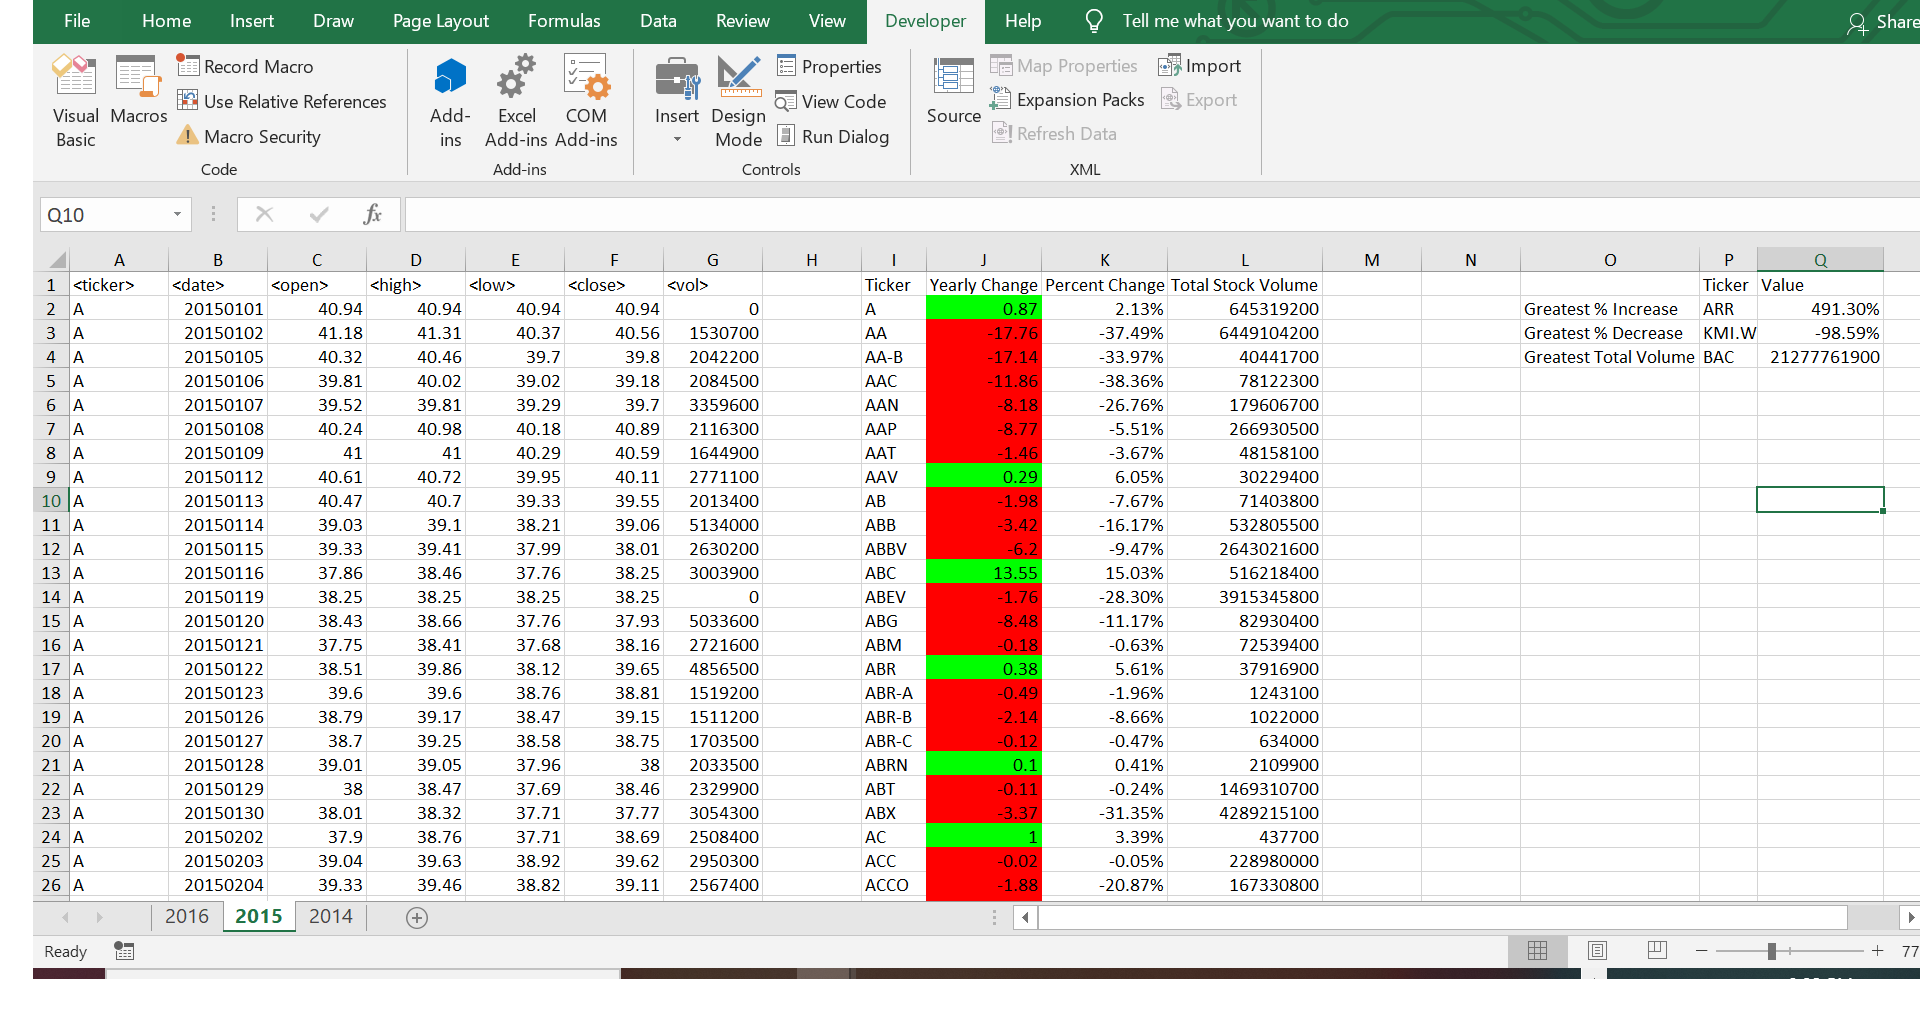 File Home Insert Draw Page Layout Formulas Data Review View Developer Help Tell me what you want to do Share
Visual Basic Macros Record Macro Use Relative References Macro Security Code
Add-ins Excel Add-ins COM Add-ins Add-ins
Insert Design Mode Properties View Code Run Dialog Controls
Source Map Properties Expansion Packs Refresh Data Import Export XML
Q10 fx
A B C D E F G H I J K L M N O P Q
1 <ticker> <date> <open> <high> <low> <close> <vol> Ticker Yearly Change Percent Change Total Stock Volume Ticker Value
2 A 20150101 40.94 40.94 40.94 40.94 0 A 0.87 2.13% 645319200 Greatest % Increase ARR 491.30%
3 A 20150102 41.18 41.31 40.37 40.56 1530700 AA -17.76 -37.49% 6449104200 Greatest % Decrease KMI.W -98.59%
4 A 20150105 40.32 40.46 39.7 39.8 2042200 AA-B -17.14 -33.97% 40441700 Greatest Total Volume BAC 21277761900
5 A 20150106 39.81 40.02 39.02 39.18 2084500 AAC -11.86 -38.36% 78122300
6 A 20150107 39.52 39.81 39.29 39.7 3359600 AAN -8.18 -26.76% 179606700
7 A 20150108 40.24 40.98 40.18 40.89 2116300 AAP -8.77 -5.51% 266930500
8 A 20150109 41 41 40.29 40.59 1644900 AAT -1.46 -3.67% 48158100
9 A 20150112 40.61 40.72 39.95 40.11 2771100 AAV 0.29 6.05% 30229400
10 A 20150113 40.47 40.7 39.33 39.55 2013400 AB -1.98 -7.67% 71403800
11 A 20150114 39.03 39.1 38.21 39.06 5134000 ABB -3.42 -16.17% 532805500
12 A 20150115 39.33 39.41 37.99 38.01 2630200 ABBV -6.2 -9.47% 2643021600
13 A 20150116 37.86 38.46 37.76 38.25 3003900 ABC 13.55 15.03% 516218400
14 A 20150119 38.25 38.25 38.25 38.25 0 ABEV -1.76 -28.30% 3915345800
15 A 20150120 38.43 38.66 37.76 37.93 5033600 ABG -8.48 -11.17% 82930400
16 A 20150121 37.75 38.41 37.68 38.16 2721600 ABM -0.18 -0.63% 72539400
17 A 20150122 38.51 39.86 38.12 39.65 4856500 ABR 0.38 5.61% 37916900
18 A 20150123 39.6 39.6 38.76 38.81 1519200 ABR-A -0.49 -1.96% 1243100
19 A 20150126 38.79 39.17 38.47 39.15 1511200 ABR-B -2.14 -8.66% 1022000
20 A 20150127 38.7 39.25 38.58 38.75 1703500 ABR-C -0.12 -0.47% 634000
21 A 20150128 39.01 39.05 37.96 38 2033500 ABRN 0.1 0.41% 2109900
22 A 20150129 38 38.47 37.69 38.46 2329900 ABT -0.11 -0.24% 1469310700
23 A 20150130 38.01 38.32 37.71 37.77 3054300 ABX -3.37 -31.35% 4289215100
24 A 20150202 37.9 38.76 37.71 38.69 2508400 AC 1 3.39% 437700
25 A 20150203 39.04 39.63 38.92 39.62 2950300 ACC -0.02 -0.05% 228980000
26 A 20150204 39.33 39.46 38.82 39.11 2567400 ACCO -1.88 -20.87% 167330800
2016 2015 2014
Ready 77